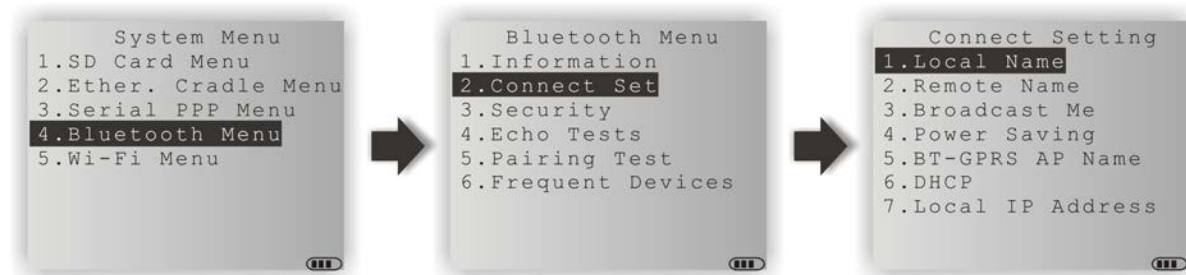 System Menu
1.SD Card Menu
2.Ether. Cradle Menu
3.Serial PPP Menu
4.Bluetooth Menu
5.Wi-Fi Menu
Bluetooth Menu
1.Information
2.Connect Set
3.Security
4.Echo Tests
5.Pairing Test
6.Frequent Devices
Connect Setting
1.Local Name
2.Remote Name
3.Broadcast Me
4.Power Saving
5.BT-GPRS AP Name
6.DHCP
7.Local IP Address